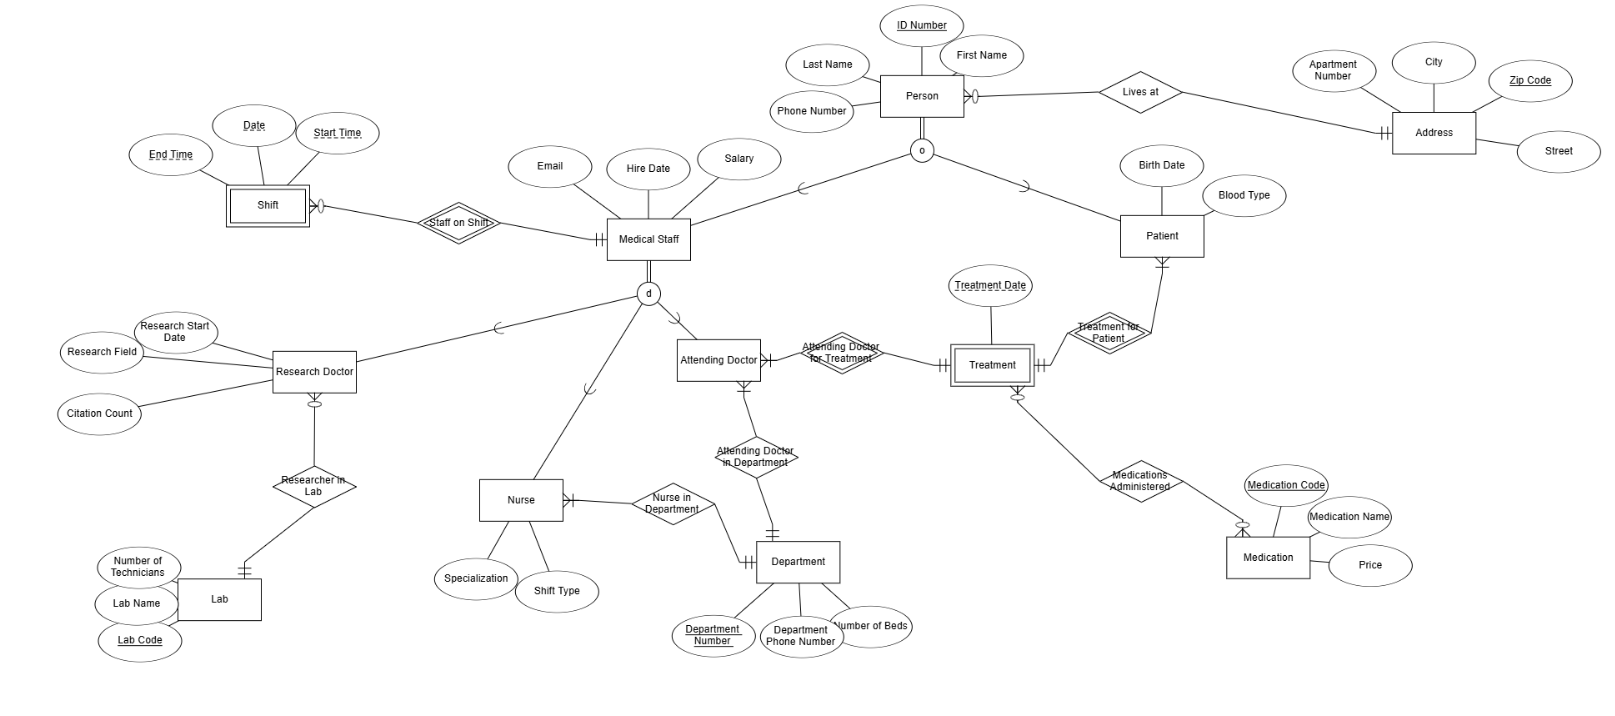 ID Number
First Name
Last Name
Phone Number
Person
Lives at
Apartment
Number
City
Zip Code
Address
Street
End Time
Date
Start Time
Shift
Staff on Shift
Email
Hire Date
Salary
Medical Staff
o
Birth Date
Blood Type
Patient
d
Research Start
Date
Research Field
Citation Count
Research Doctor
Attending Doctor
Attending Doctor
for Treatment
Treatment Date
Treatment
Treatment for
Patient
Researcher in
Lab
Number of
Technicians
Lab Name
Lab Code
Lab
Nurse
Specialization
Shift Type
Nurse in
Department
Attending Doctor
in Department
Department
Department
Number
Department
Phone Number
Number of Beds
Medications
Administered
Medication Code
Medication Name
Price
Medication